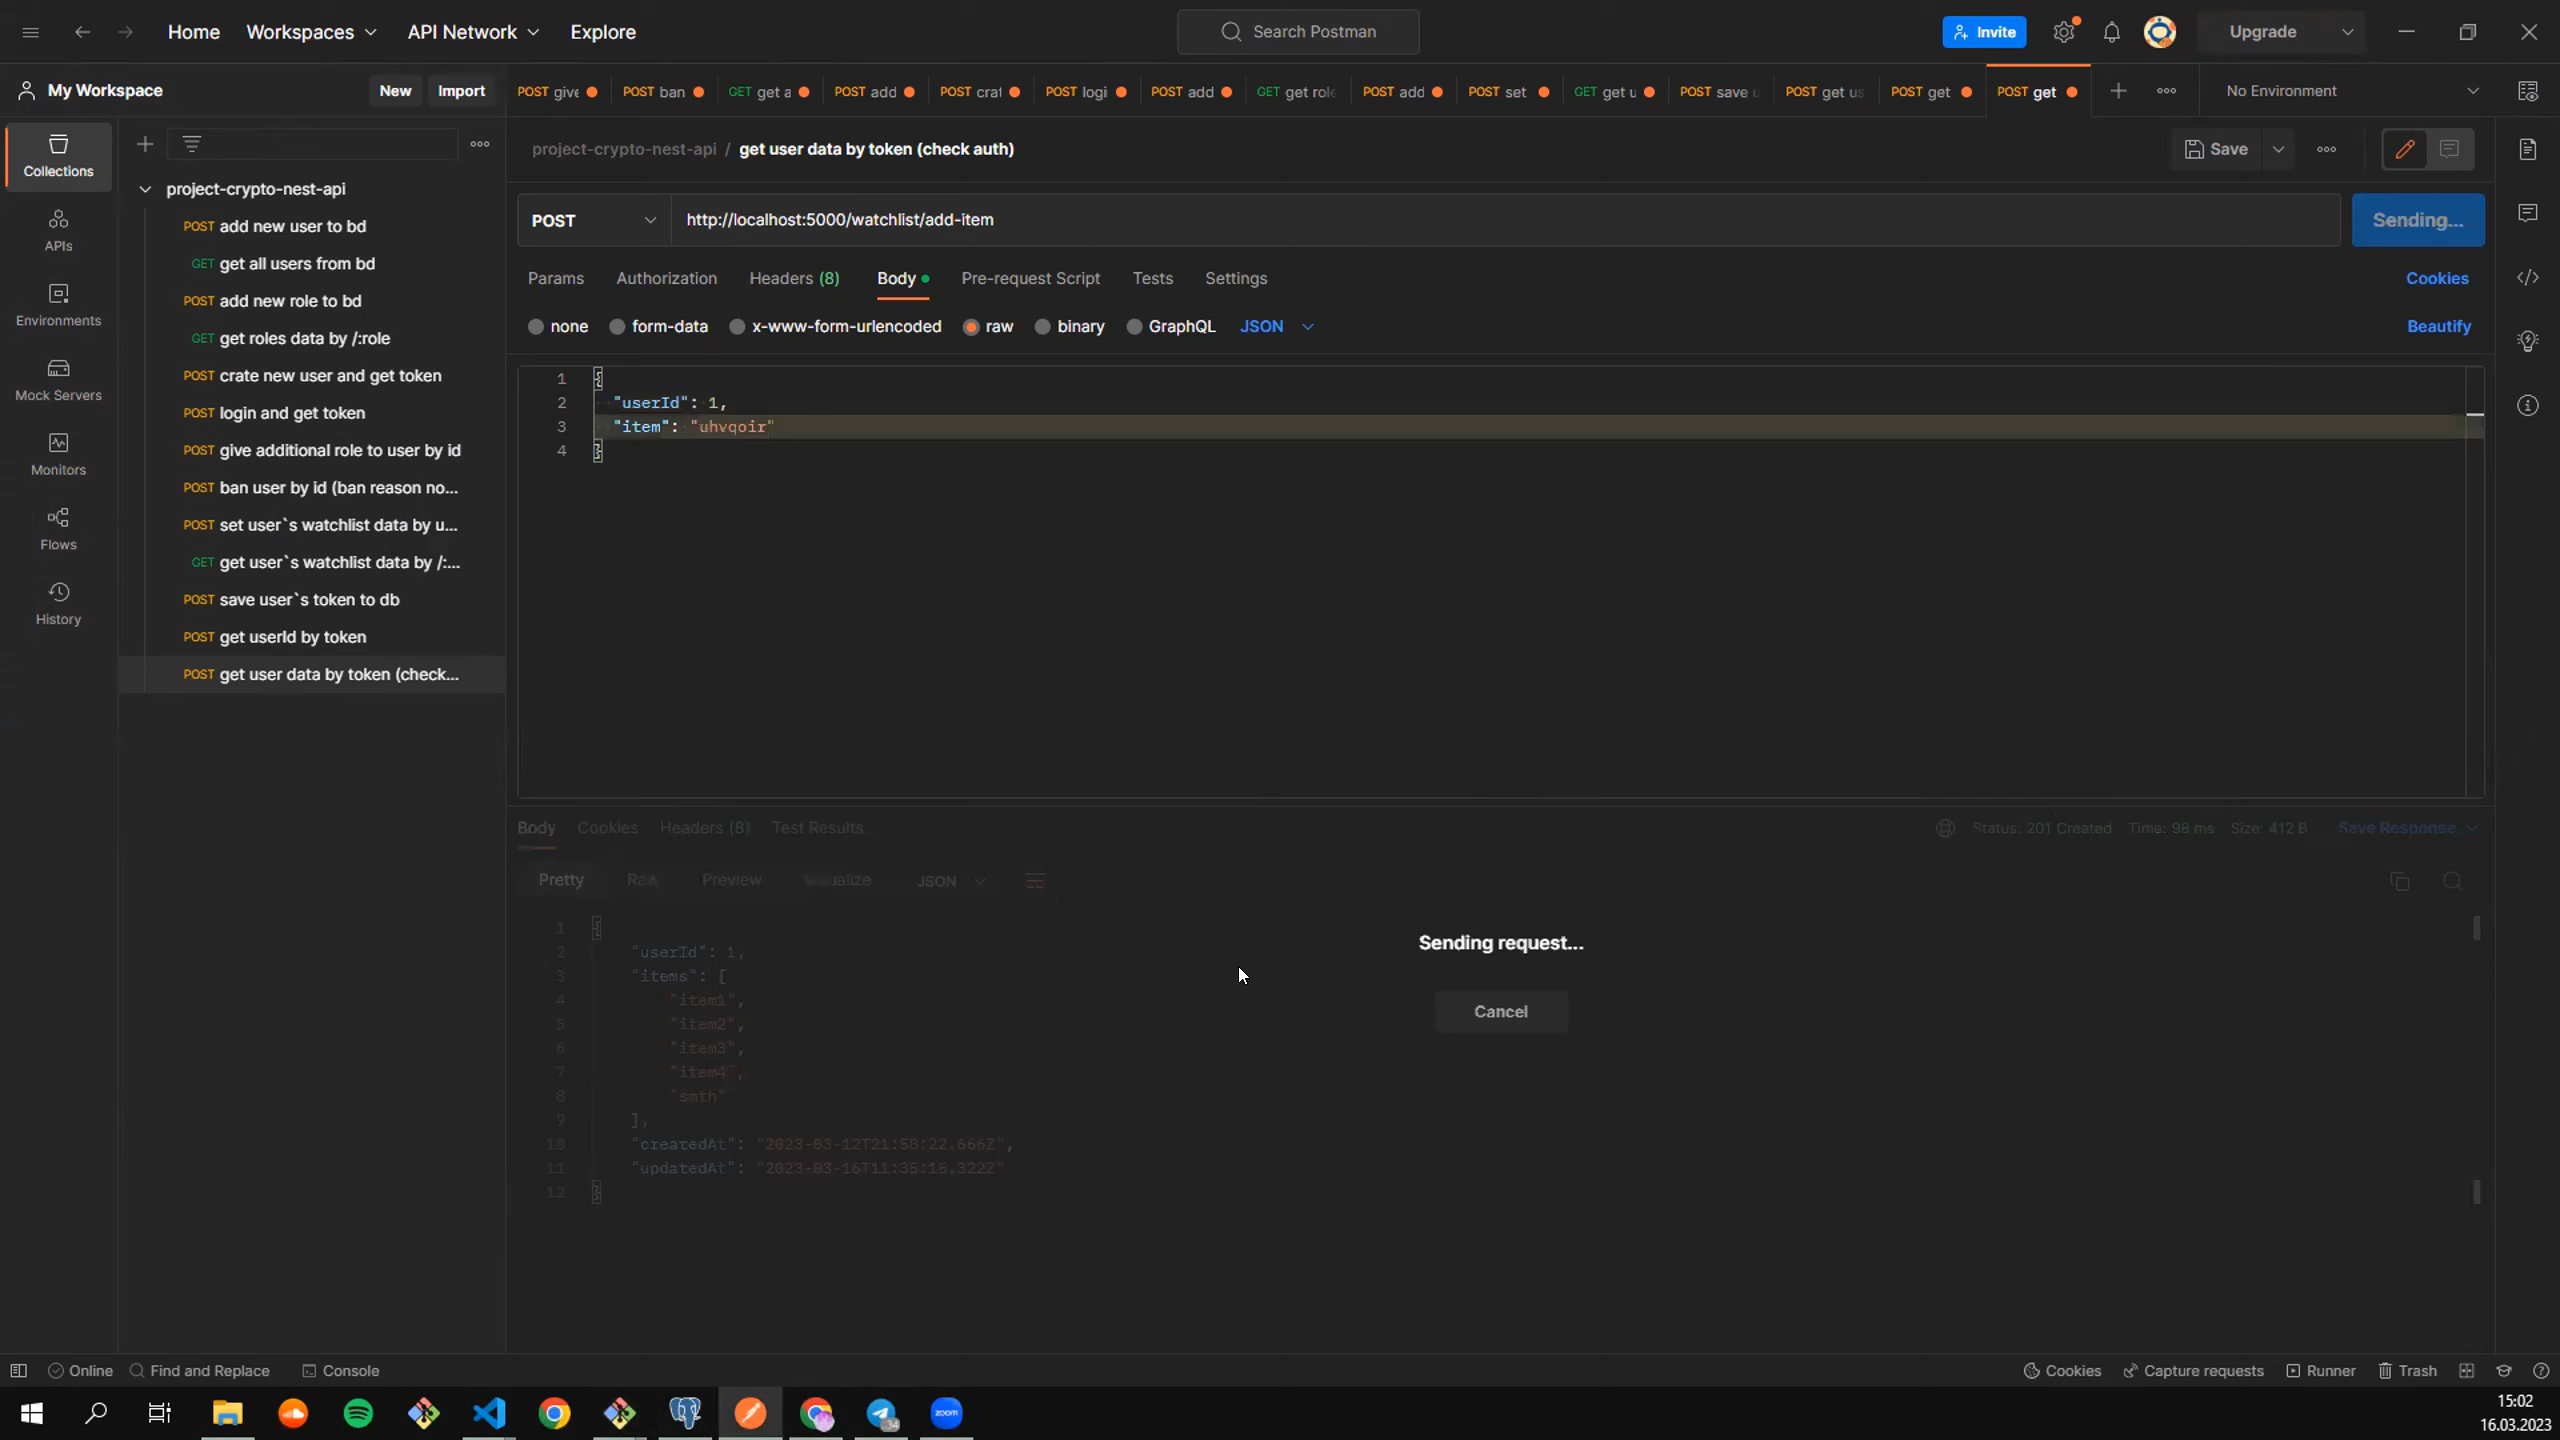 Home Workspaces API Network Explore Search Postman Invite Upgrade
My Workspace New Import
POST give POST ban GET get a POST add POST crat POST logi POST add GET get role POST add POST set GET get u POST save u POST get us POST get POST get No Environment
Collections
APIs
Environments
Mock Servers
Monitors
Flows
History
project-crypto-nest-api
POST add new user to bd
GET get all users from bd
POST add new role to bd
GET get roles data by /:role
POST crate new user and get token
POST login and get token
POST give additional role to user by id
POST ban user by id (ban reason no...
POST set user`s watchlist data by u...
GET get user`s watchlist data by /:...
POST save user`s token to db
POST get userId by token
POST get user data by token (check...
project-crypto-nest-api / get user data by token (check auth) Save
POST http://localhost:5000/watchlist/add-item Sending...
Params Authorization Headers (8) Body Pre-request Script Tests Settings Cookies
none form-data x-www-form-urlencoded raw binary GraphQL JSON Beautify
1 {
2 "userId": 1,
3 "item": "uhvqoir"
4 }
Body Cookies Headers (8) Test Results Status: 201 Created Time: 98 ms Size: 412 B Save Response
Pretty Raw Preview Visualize JSON
Sending request...
Cancel
1 {
2 "userId": 1,
3 "items": [
4 "item1",
5 "item2",
6 "item3",
7 "item4",
8 "smth"
9 ],
10 "createdAt": "2023-03-12T21:58:22.666Z",
11 "updatedAt": "2023-03-16T11:35:15.322Z"
12 }
Online Find and Replace Console Cookies Capture requests Runner Trash
34
zoom
15:02
16.03.2023